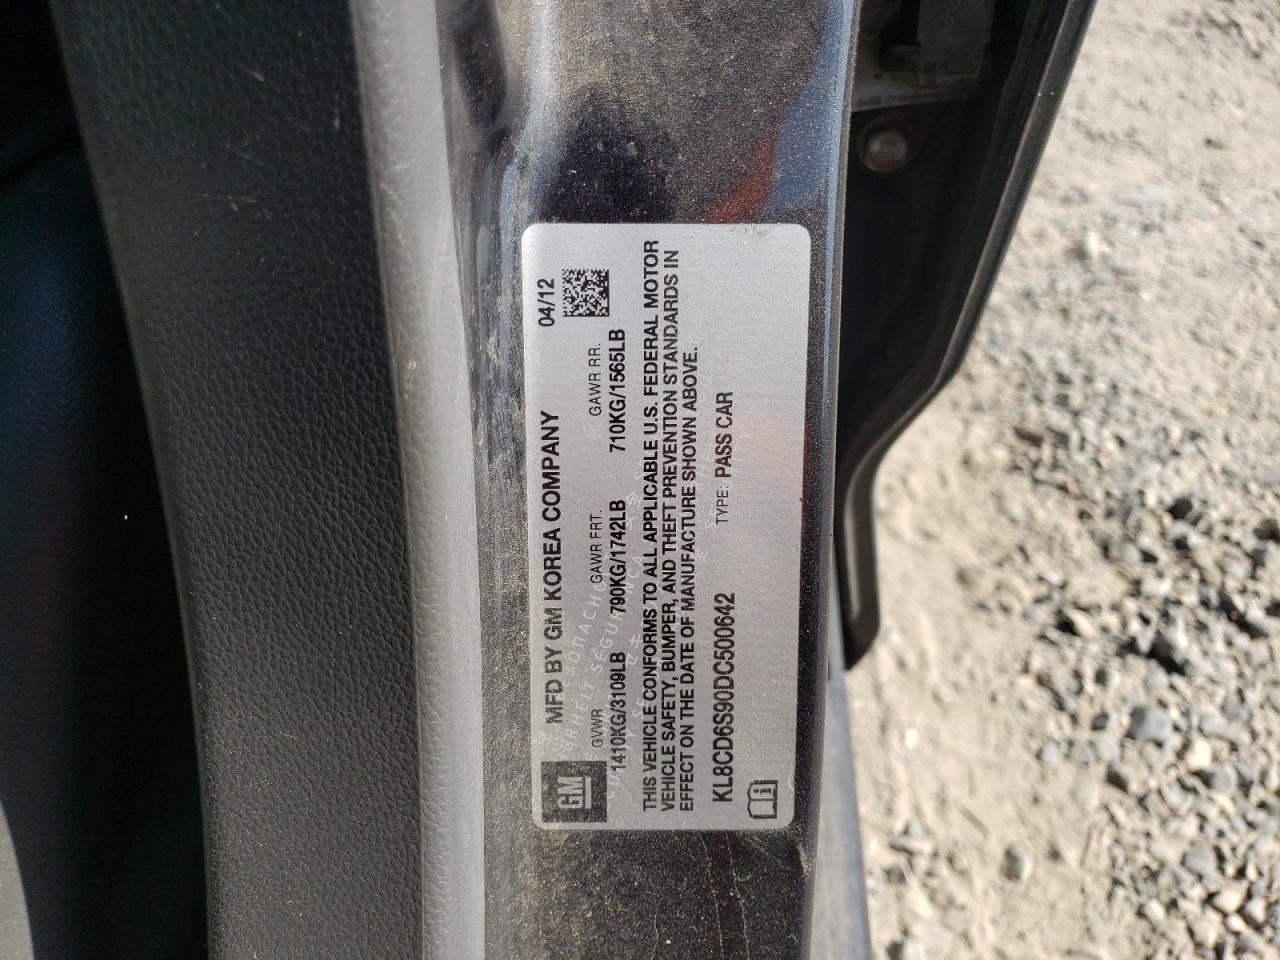 GM
MFD BY GM KOREA COMPANY 04/12
GVWR GAWR FRT. GAWR RR.
1410KG/3109LB 790KG/1742LB 710KG/1565LB
THIS VEHICLE CONFORMS TO ALL APPLICABLE U.S. FEDERAL MOTOR
VEHICLE SAFETY, BUMPER, AND THEFT PREVENTION STANDARDS IN
EFFECT ON THE DATE OF MANUFACTURE SHOWN ABOVE.
KL8CD6S90DC500642 TYPE: PASS CAR